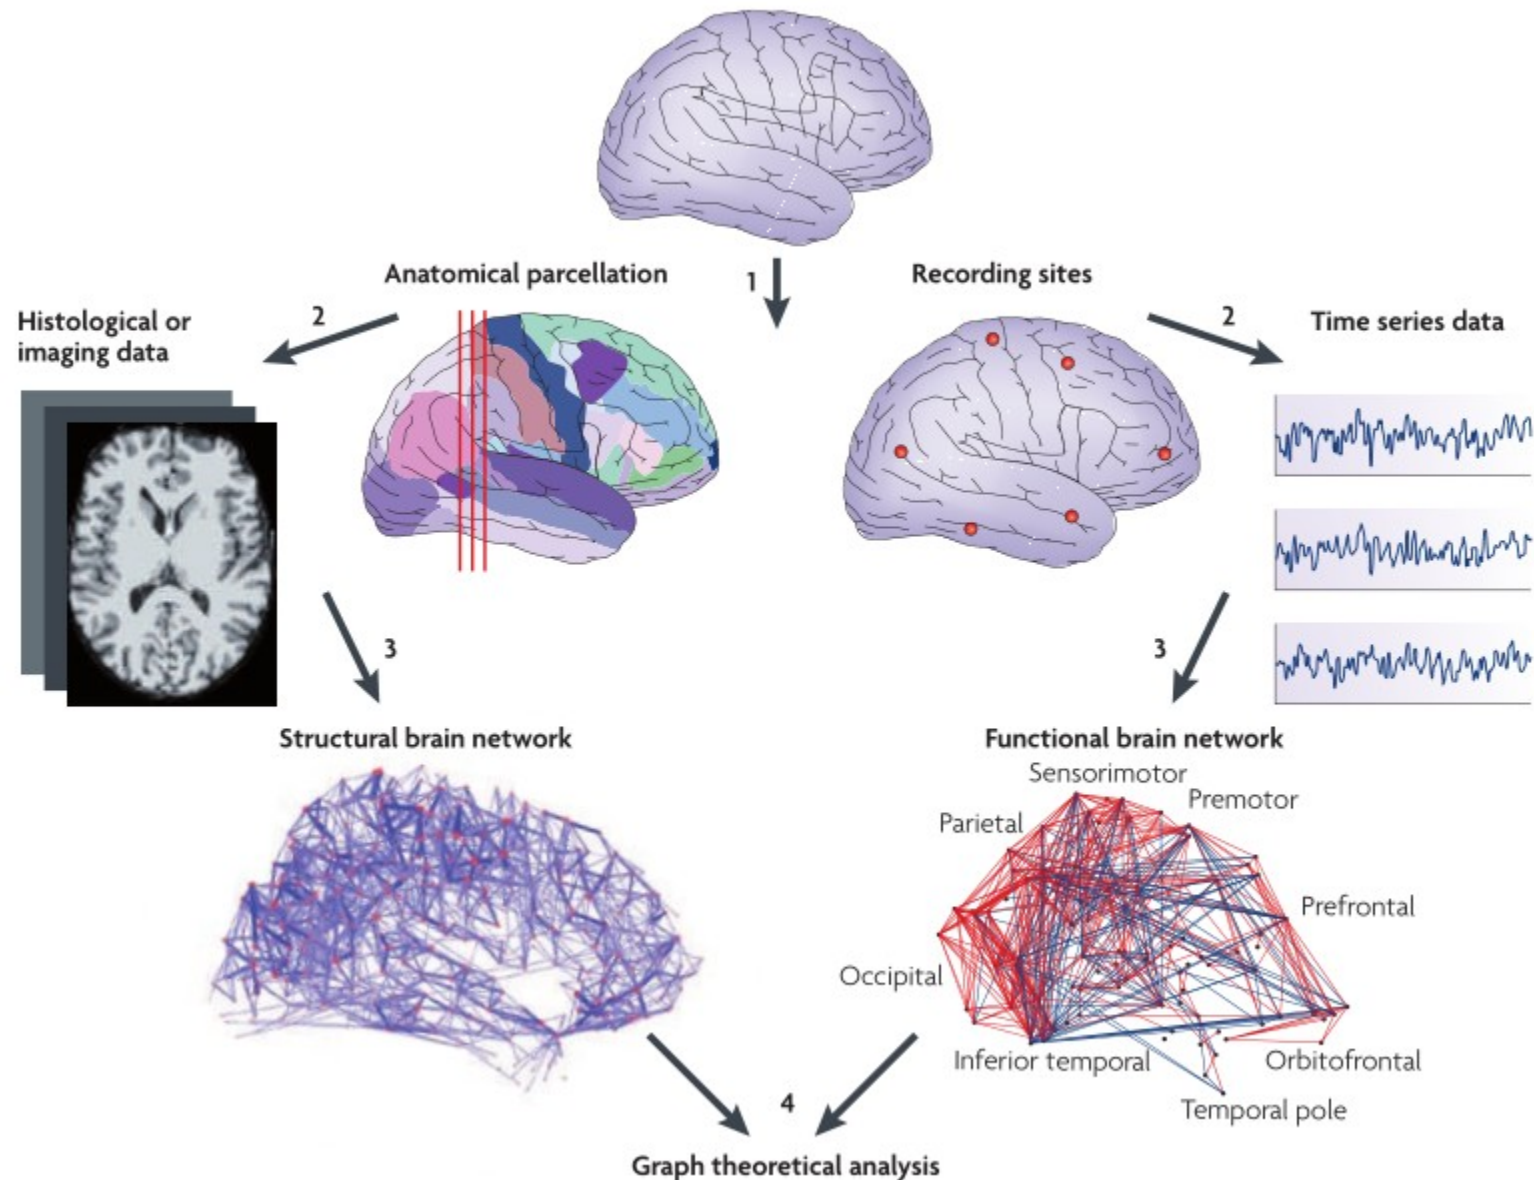 Anatomical parcellation
1
Recording sites
Histological or
imaging data
2
2
Time series data
3
3
Structural brain network
Functional brain network
Sensorimotor
Premotor
Parietal
Prefrontal
Occipital
Inferior temporal
Orbitofrontal
Temporal pole
4
Graph theoretical analysis